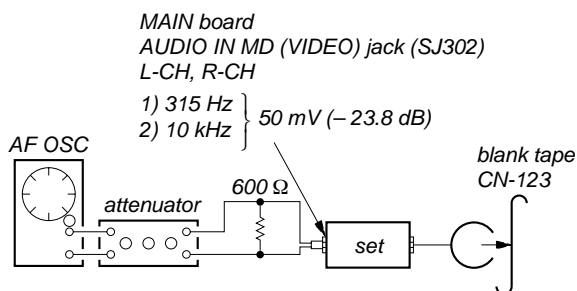 MAIN board
AUDIO IN MD (VIDEO) jack (SJ302)
L-CH, R-CH
1) 315 Hz
2) 10 kHz
50 mV (– 23.8 dB)
AF OSC
attenuator
600 Ω
set
blank tape
CN-123